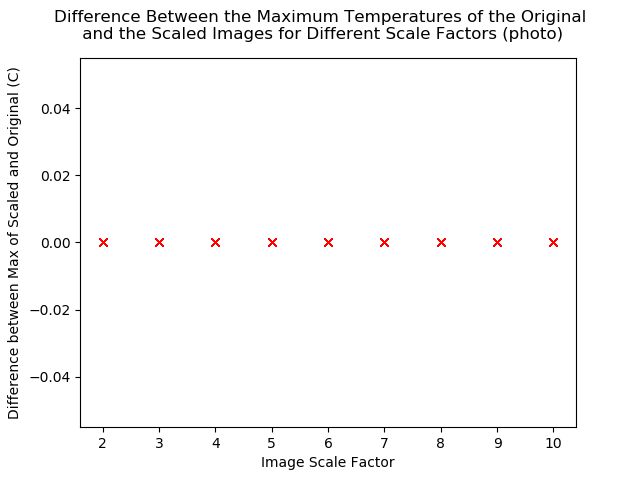 Difference Between the Maximum Temperatures of the Original
and the Scaled Images for Different Scale Factors (photo)
Difference between Max of Scaled and Original (C)
0.04
0.02
0.00
−0.02
−0.04
2 3 4 5 6 7 8 9 10
Image Scale Factor